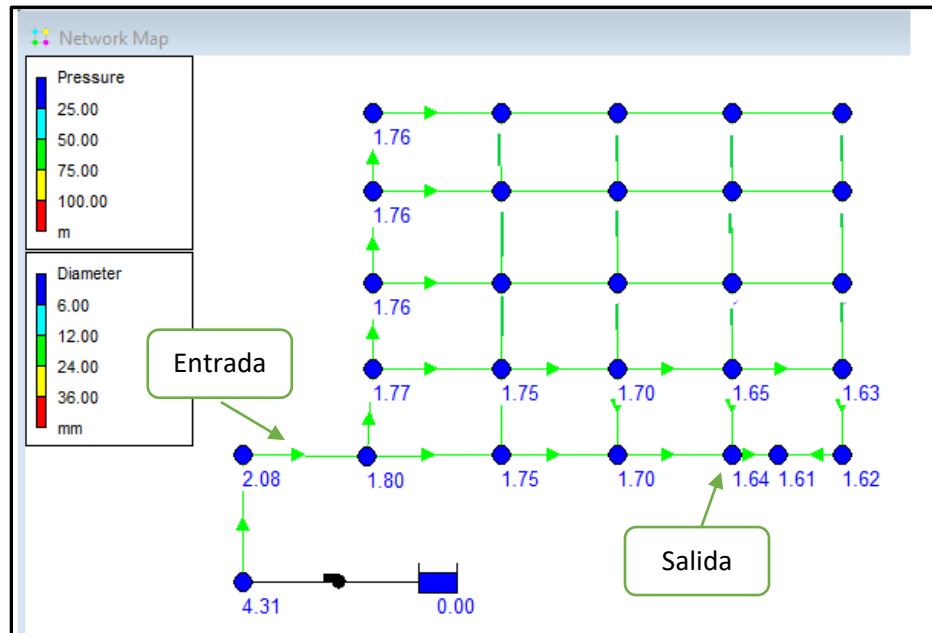 Network Map
Pressure
25.00
50.00
75.00
100.00
m
Diameter
6.00
12.00
24.00
36.00
mm
1.76
1.76
1.76
Entrada
1.77 1.75 1.70 1.65 1.63
2.08 1.80 1.75 1.70 1.64 1.61 1.62
Salida
4.31 0.00